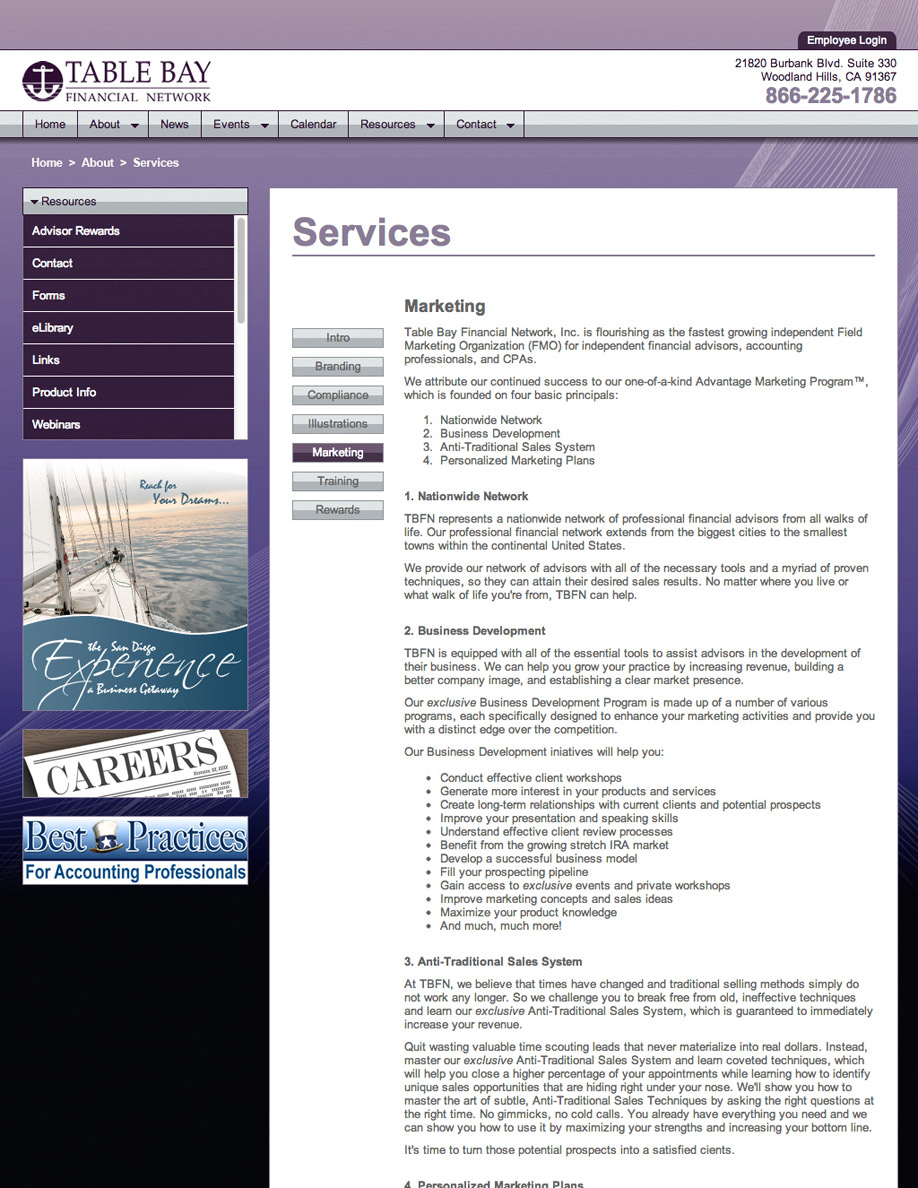 Employee Login
TABLE BAY
FINANCIAL NETWORK
21820 Burbank Blvd. Suite 330
Woodland Hills, CA 91367
866-225-1786
Home About News Events Calendar Resources Contact
Home > About > Services
Resources
Advisor Rewards
Contact
Forms
eLibrary
Links
Product Info
Webinars
Reach for
Your Dreams...
the San Diego
Experience
a Business Getaway
CAREERS
Best Practices
For Accounting Professionals
Services
Intro
Branding
Compliance
Illustrations
Marketing
Training
Rewards
Marketing
Table Bay Financial Network, Inc. is flourishing as the fastest growing independent Field
Marketing Organization (FMO) for independent financial advisors, accounting
professionals, and CPAs.
We attribute our continued success to our one-of-a-kind Advantage Marketing Program™,
which is founded on four basic principals:
1. Nationwide Network
2. Business Development
3. Anti-Traditional Sales System
4. Personalized Marketing Plans
1. Nationwide Network
TBFN represents a nationwide network of professional financial advisors from all walks of
life. Our professional financial network extends from the biggest cities to the smallest
towns within the continental United States.
We provide our network of advisors with all of the necessary tools and a myriad of proven
techniques, so they can attain their desired sales results. No matter where you live or
what walk of life you're from, TBFN can help.
2. Business Development
TBFN is equipped with all of the essential tools to assist advisors in the development of
their business. We can help you grow your practice by increasing revenue, building a
better company image, and establishing a clear market presence.
Our exclusive Business Development Program is made up of a number of various
programs, each specifically designed to enhance your marketing activities and provide you
with a distinct edge over the competition.
Our Business Development iniatives will help you:
• Conduct effective client workshops
• Generate more interest in your products and services
• Create long-term relationships with current clients and potential prospects
• Improve your presentation and speaking skills
• Understand effective client review processes
• Benefit from the growing stretch IRA market
• Develop a successful business model
• Fill your prospecting pipeline
• Gain access to exclusive events and private workshops
• Improve marketing concepts and sales ideas
• Maximize your product knowledge
• And much, much more!
3. Anti-Traditional Sales System
At TBFN, we believe that times have changed and traditional selling methods simply do
not work any longer. So we challenge you to break free from old, ineffective techniques
and learn our exclusive Anti-Traditional Sales System, which is guaranteed to immediately
increase your revenue.
Quit wasting valuable time scouting leads that never materialize into real dollars. Instead,
master our exclusive Anti-Traditional Sales System and learn coveted techniques, which
will help you close a higher percentage of your appointments while learning how to identify
unique sales opportunities that are hiding right under your nose. We'll show you how to
master the art of subtle, Anti-Traditional Sales Techniques by asking the right questions at
the right time. No gimmicks, no cold calls. You already have everything you need and we
can show you how to use it by maximizing your strengths and increasing your bottom line.
It's time to turn those potential prospects into a satisfied cients.
4. Personalized Marketing Plans